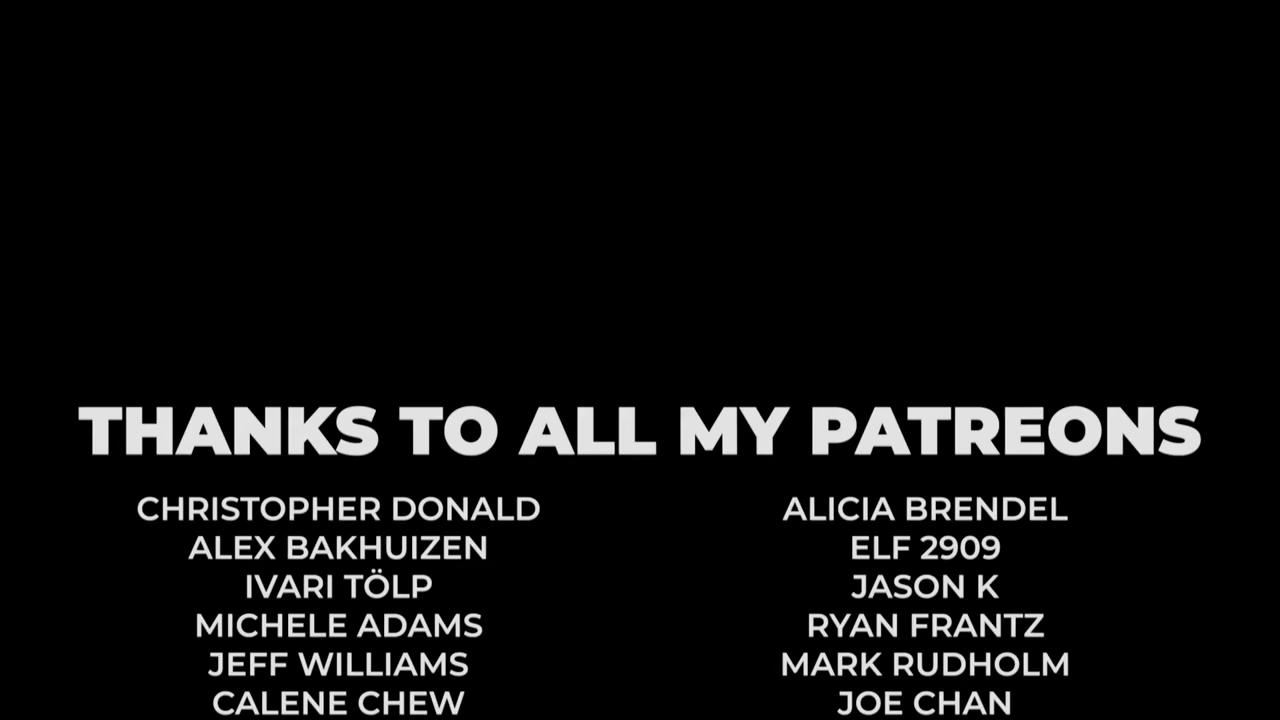 THANKS TO ALL MY PATREONS
CHRISTOPHER DONALD
ALEX BAKHUIZEN
IVARI TÖLP
MICHELE ADAMS
JEFF WILLIAMS
CALENE CHEW
ALICIA BRENDEL
ELF 2909
JASON K
RYAN FRANTZ
MARK RUDHOLM
JOE CHAN